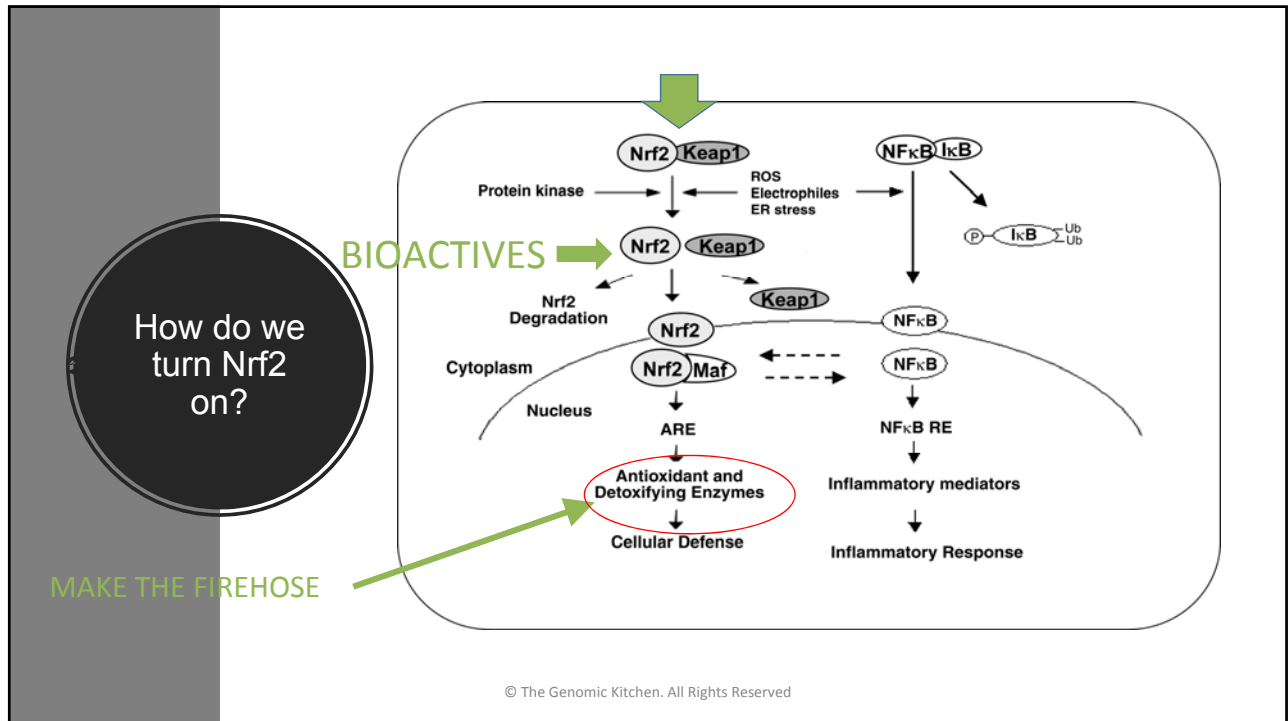 How do we
turn Nrf2
on?
BIOACTIVES
MAKE THE FIREHOSE
Nrf2 Keap1
Protein kinase
ROS
Electrophiles
ER stress
Nrf2 Keap1
Nrf2
Degradation
Keap1
Nrf2
Cytoplasm
Nrf2 Maf
Nucleus
ARE
Antioxidant and
Detoxifying Enzymes
Cellular Defense
NFκB IκB
P IκB Ub
Ub
NFκB
NFκB
NFκB RE
Inflammatory mediators
Inflammatory Response
© The Genomic Kitchen. All Rights Reserved